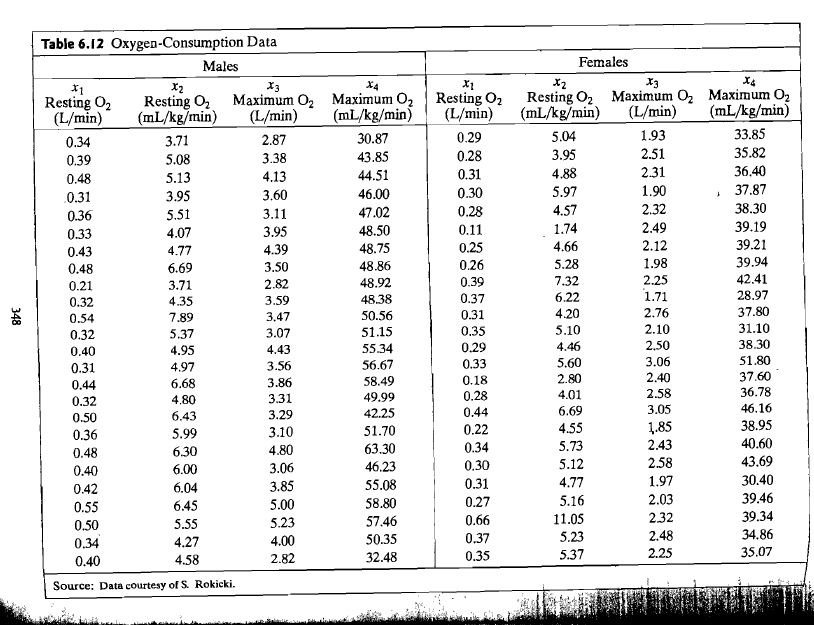 Table 6.12 Oxygen-Consumption Data
Males Females
x1 x2 x3 x4 x1 x2 x3 x4
Resting O2 Resting O2 Maximum O2 Maximum O2 Resting O2 Resting O2 Maximum O2 Maximum O2
(L/min) (mL/kg/min) (L/min) (mL/kg/min) (L/min) (mL/kg/min) (L/min) (mL/kg/min)
0.34 3.71 2.87 30.87 0.29 5.04 1.93 33.85
0.39 5.08 3.38 43.85 0.28 3.95 2.51 35.82
0.48 5.13 4.13 44.51 0.31 4.88 2.31 36.40
0.31 3.95 3.60 46.00 0.30 5.97 1.90 37.87
0.36 5.51 3.11 47.02 0.28 4.57 2.32 38.30
0.33 4.07 3.95 48.50 0.11 1.74 2.49 39.19
0.43 4.77 4.39 48.75 0.25 4.66 2.12 39.21
0.48 6.69 3.50 48.86 0.26 5.28 1.98 39.94
0.21 3.71 2.82 48.92 0.39 7.32 2.25 42.41
0.32 4.35 3.59 48.38 0.37 6.22 1.71 28.97
0.54 7.89 3.47 50.56 0.31 4.20 2.76 37.80
0.32 5.37 3.07 51.15 0.35 5.10 2.10 31.10
0.40 4.95 4.43 55.34 0.29 4.46 2.50 38.30
0.31 4.97 3.56 56.67 0.33 5.60 3.06 51.80
0.44 6.68 3.86 58.49 0.18 2.80 2.40 37.60
0.32 4.80 3.31 49.99 0.28 4.01 2.58 36.78
0.50 6.43 3.29 42.25 0.44 6.69 3.05 46.16
0.36 5.99 3.10 51.70 0.22 4.55 1.85 38.95
0.48 6.30 4.80 63.30 0.34 5.73 2.43 40.60
0.40 6.00 3.06 46.23 0.30 5.12 2.58 43.69
0.42 6.04 3.85 55.08 0.31 4.77 1.97 30.40
0.55 6.45 5.00 58.80 0.27 5.16 2.03 39.46
0.50 5.55 5.23 57.46 0.66 11.05 2.32 39.34
0.34 4.27 4.00 50.35 0.37 5.23 2.48 34.86
0.40 4.58 2.82 32.48 0.35 5.37 2.25 35.07
Source: Data courtesy of S. Rokicki.
348